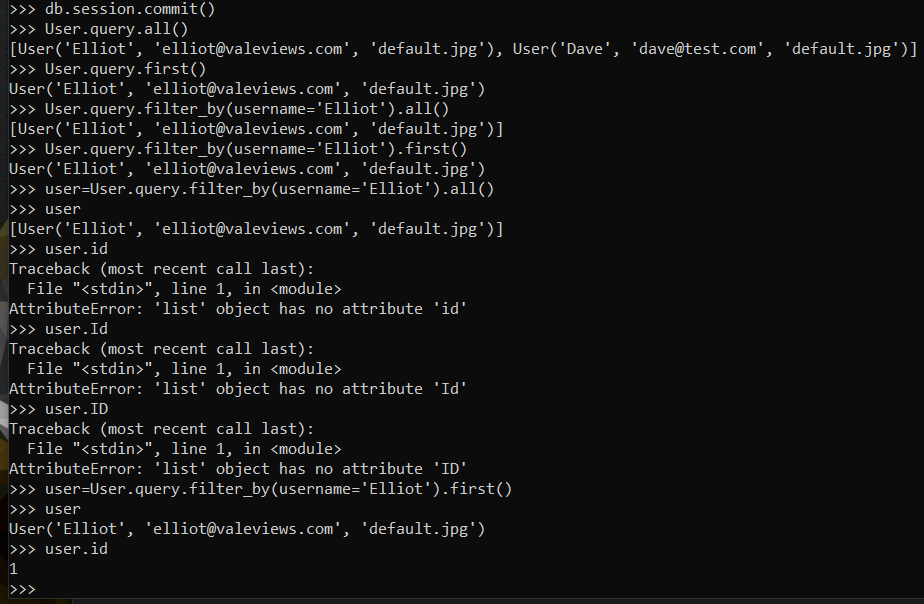 >>> db.session.commit()
>>> User.query.all()
[User('Elliot', 'elliot@valeviews.com', 'default.jpg'), User('Dave', 'dave@test.com', 'default.jpg')]
>>> User.query.first()
User('Elliot', 'elliot@valeviews.com', 'default.jpg')
>>> User.query.filter_by(username='Elliot').all()
[User('Elliot', 'elliot@valeviews.com', 'default.jpg')]
>>> User.query.filter_by(username='Elliot').first()
User('Elliot', 'elliot@valeviews.com', 'default.jpg')
>>> user=User.query.filter_by(username='Elliot').all()
>>> user
[User('Elliot', 'elliot@valeviews.com', 'default.jpg')]
>>> user.id
Traceback (most recent call last):
  File "<stdin>", line 1, in <module>
AttributeError: 'list' object has no attribute 'id'
>>> user.Id
Traceback (most recent call last):
  File "<stdin>", line 1, in <module>
AttributeError: 'list' object has no attribute 'Id'
>>> user.ID
Traceback (most recent call last):
  File "<stdin>", line 1, in <module>
AttributeError: 'list' object has no attribute 'ID'
>>> user=User.query.filter_by(username='Elliot').first()
>>> user
User('Elliot', 'elliot@valeviews.com', 'default.jpg')
>>> user.id
1
>>>